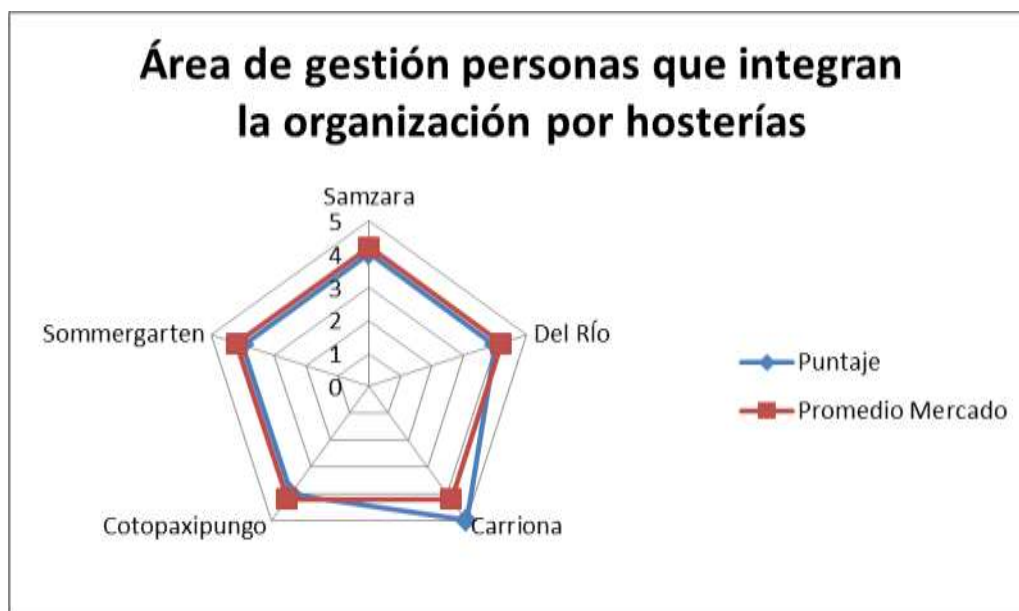 Área de gestión personas que integran
la organización por hosterías
Samzara
5
4
3
2
1
0
Sommergarten
Del RÍo
Cotopaxipungo
Carriona
Puntaje
Promedio Mercado